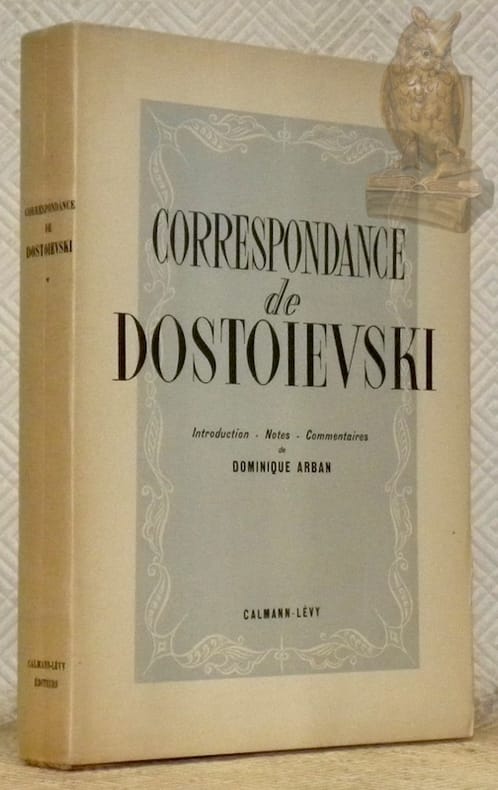 CORRESPONDANCE
de
DOSTOIEVSKI
Introduction - Notes - Commentaires
de
DOMINIQUE ARBAN
CALMANN-LÉVY
CORRESPONDANCE
DE
DOSTOIEVSKI
*
CALMANN-LÉVY
ÉDITEURS